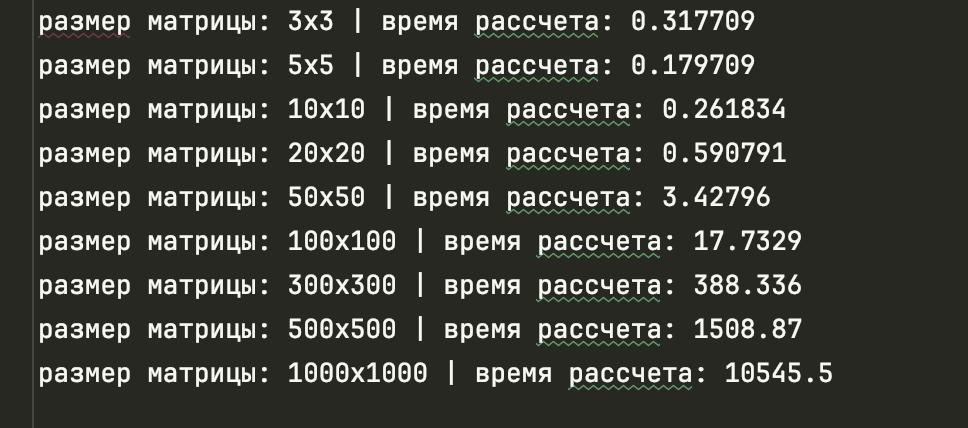 размер матрицы: 3x3 | время рассчета: 0.317709
размер матрицы: 5x5 | время рассчета: 0.179709
размер матрицы: 10x10 | время рассчета: 0.261834
размер матрицы: 20x20 | время рассчета: 0.590791
размер матрицы: 50x50 | время рассчета: 3.42796
размер матрицы: 100x100 | время рассчета: 17.7329
размер матрицы: 300x300 | время рассчета: 388.336
размер матрицы: 500x500 | время рассчета: 1508.87
размер матрицы: 1000x1000 | время рассчета: 10545.5